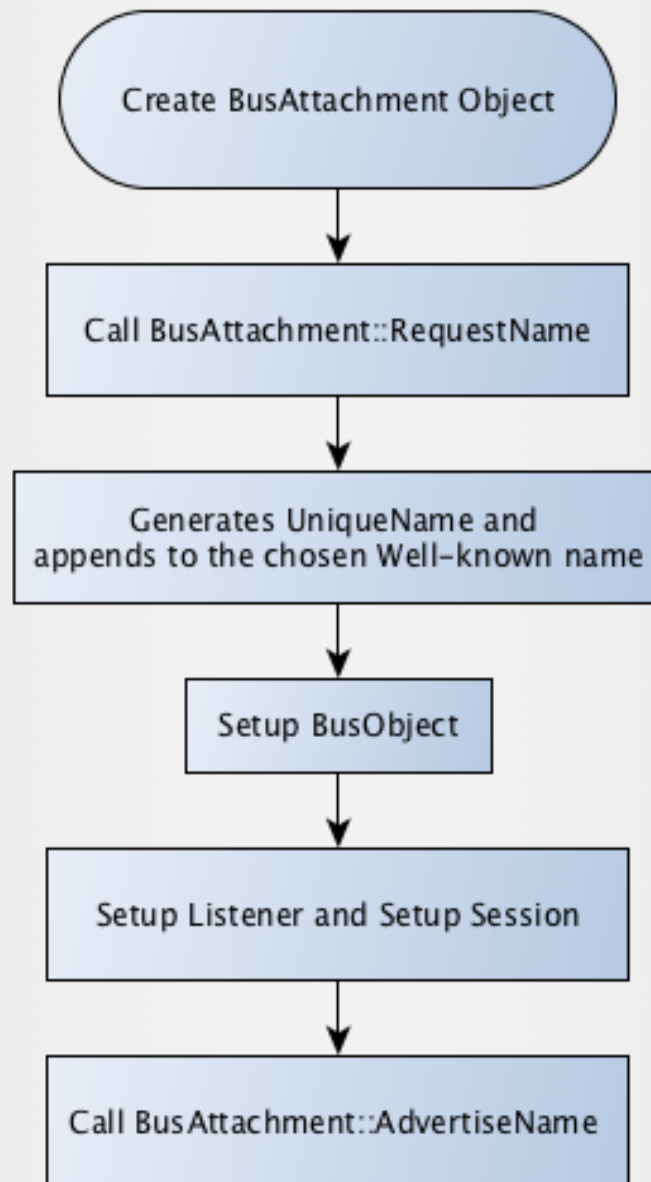 Create BusAttachment Object
Call BusAttachment::RequestName
Generates UniqueName and
appends to the chosen Well-known name
Setup BusObject
Setup Listener and Setup Session
Call BusAttachment::AdvertiseName